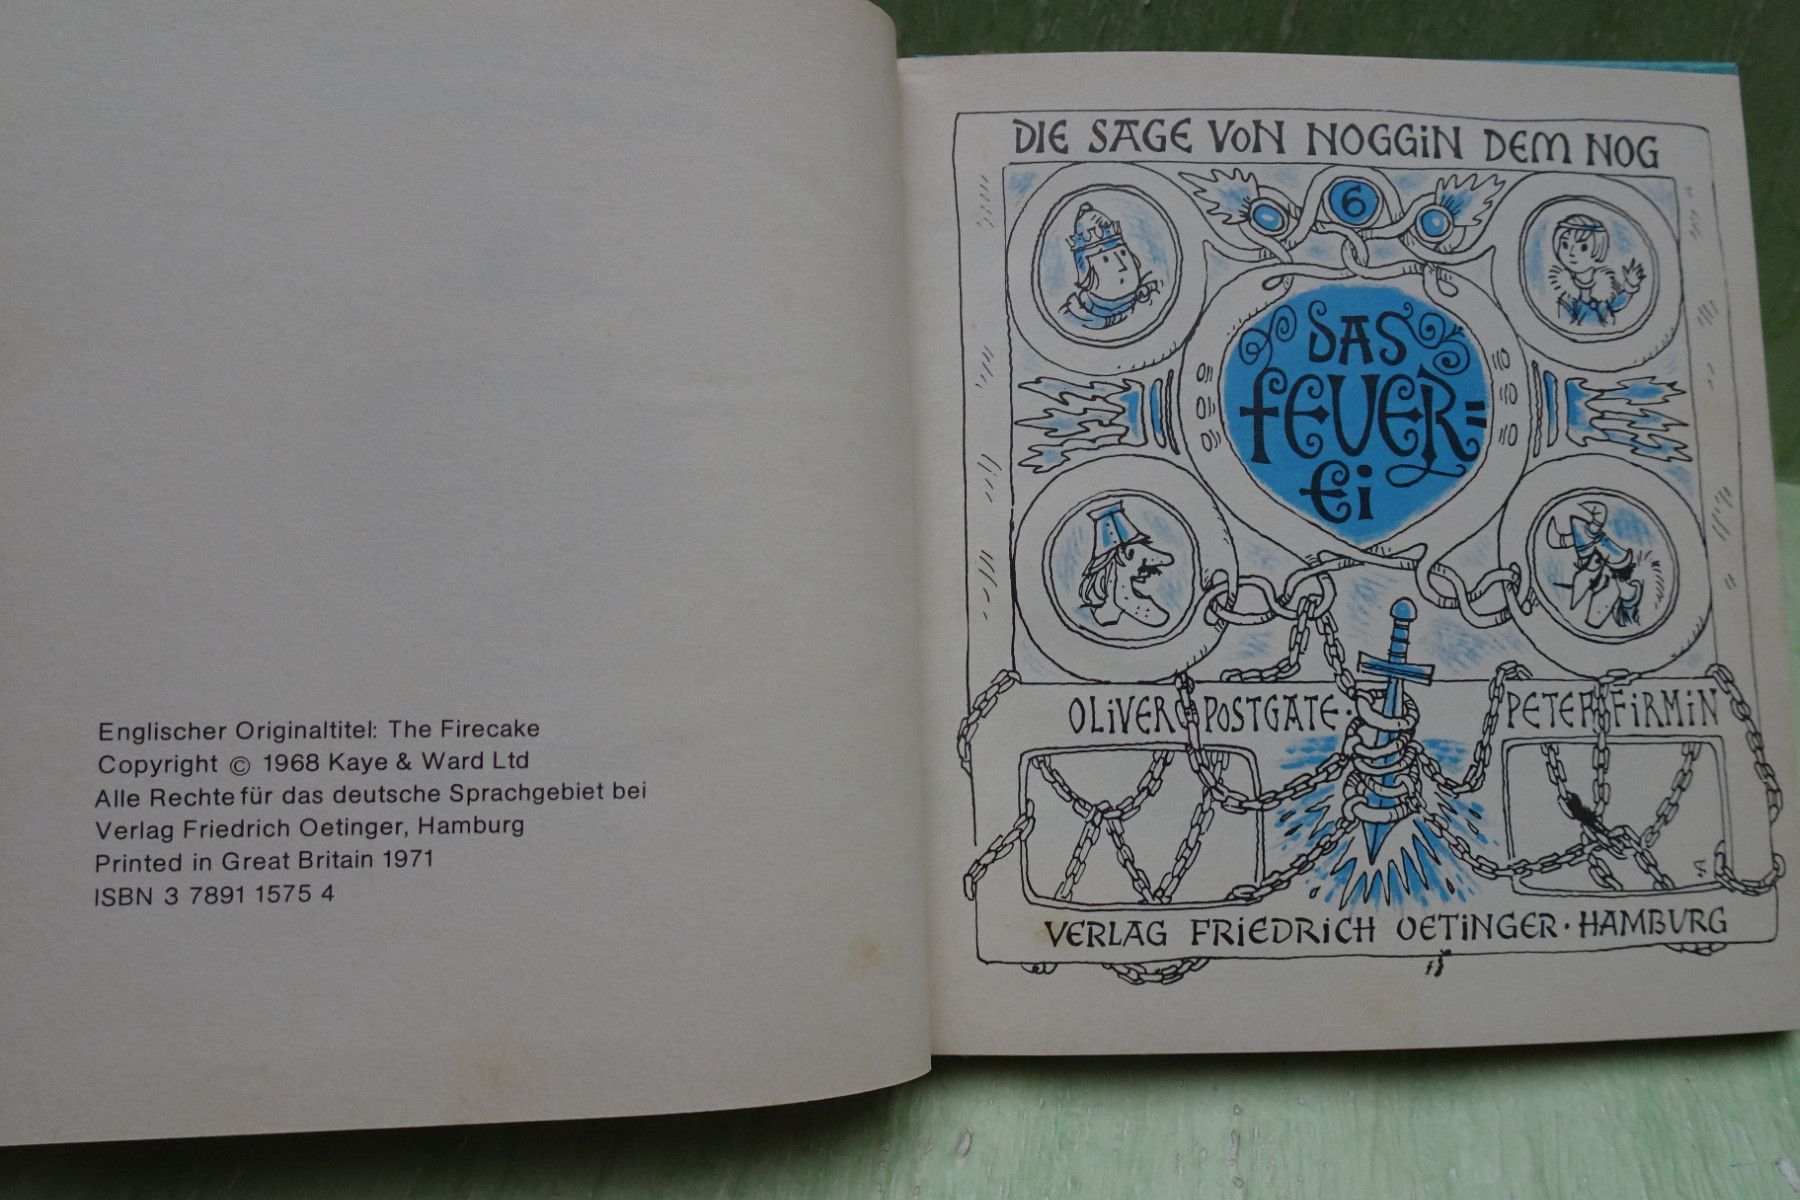 Englischer Originaltitel: The Firecake
Copyright © 1968 Kaye & Ward Ltd
Alle Rechte für das deutsche Sprachgebiet bei
Verlag Friedrich Oetinger, Hamburg
Printed in Great Britain 1971
ISBN 3 7891 1575 4
DIE SAGE VON NOGGIN DEM NOG
6
DAS
FEUER=
EI
OLIVER POSTGATE · PETER FIRMIN
VERLAG FRIEDRICH OETINGER · HAMBURG